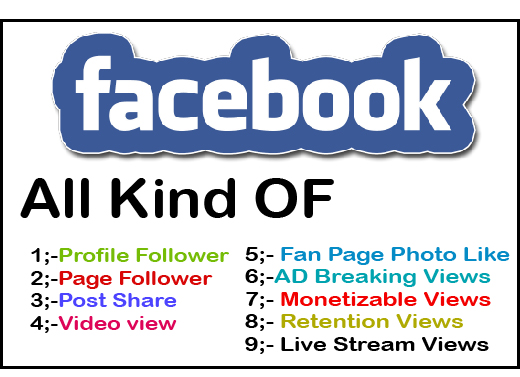 facebook
All Kind OF
1;-Profile Follower
2;-Page Follower
3;-Post Share
4;-Video view
5;- Fan Page Photo Like
6;-AD Breaking Views
7;- Monetizable Views
8;- Retention Views
9;- Live Stream Views